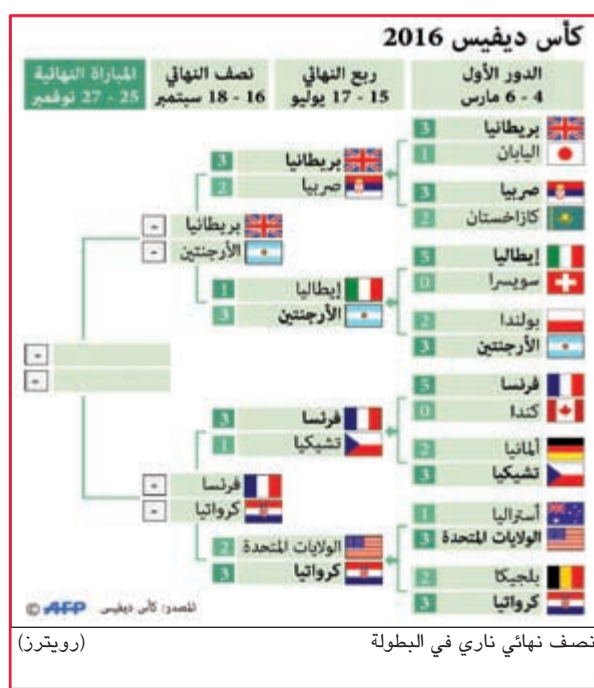 كأس ديفيس 2016
الدور الأول
4 - 6 مارس
ربع النهائي
15 - 17 يوليو
نصف النهائي
16 - 18 سبتمبر
المباراة النهائية
25 - 27 نوفمبر
بريطانيا 3
اليابان 1
صربيا 3
كازاخستان 2
إيطاليا 5
سويسرا 0
بولندا 2
الأرجنتين 3
فرنسا 5
كندا 0
ألمانيا 2
تشيكيا 3
أستراليا 1
الولايات المتحدة 3
بلجيكا 2
كرواتيا 3
بريطانيا 3
صربيا 2
إيطاليا 1
الأرجنتين 3
فرنسا 3
تشيكيا 1
الولايات المتحدة 2
كرواتيا 3
بريطانيا -
الأرجنتين -
فرنسا -
كرواتيا -
-
-
المصدر: كأس ديفيس AFP ©
نصف نهائي ناري في البطولة (رويترز)